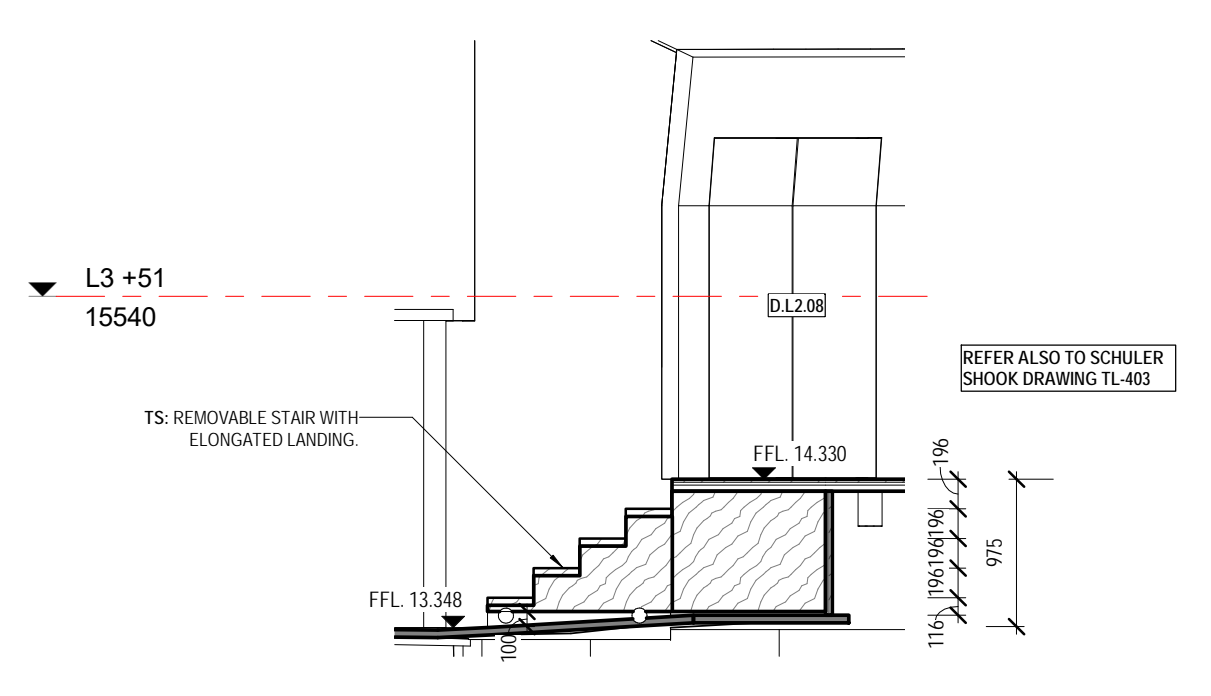 L3 +51
15540
D.L2.08
REFER ALSO TO SCHULER
SHOOK DRAWING TL-403
TS: REMOVABLE STAIR WITH
ELONGATED LANDING.
FFL. 14.330
196
196
196
196
116
975
FFL. 13.348
100